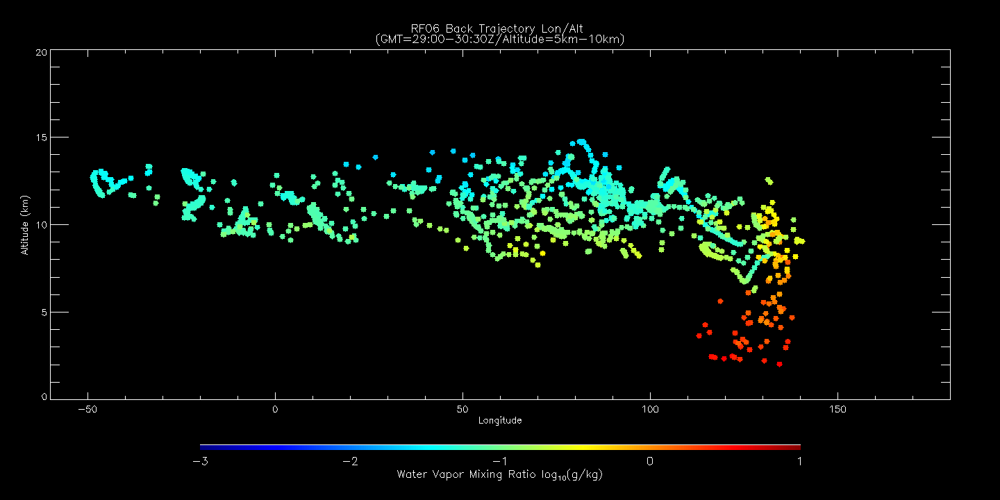 RF06 Back Trajectory Lon/Alt
(GMT=29:00-30:30Z/Altitude=5km-10km)
20
15
10
5
0
Altitude (km)
-50 0 50 100 150
Longitude
-3 -2 -1 0 1
Water Vapor Mixing Ratio log₁₀(g/kg)